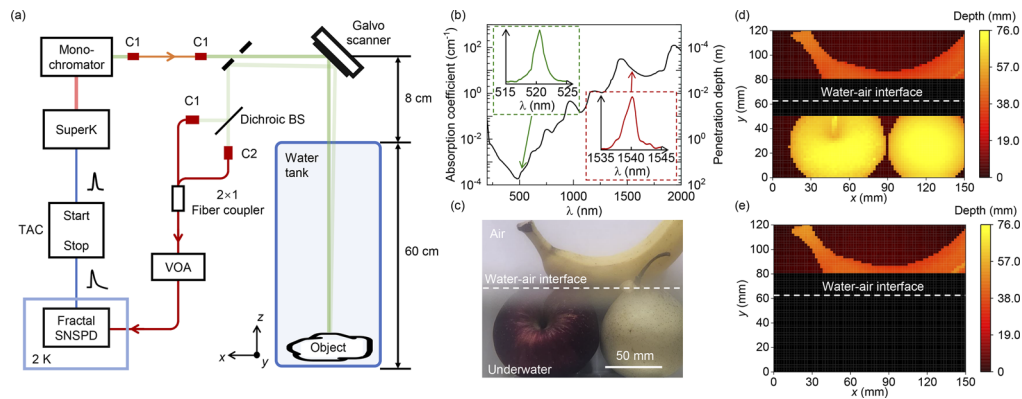 (a)
Mono-
chromator
C1
C1
Galvo
scanner
C1
Dichroic BS
8 cm
SuperK
C2
Water
tank
2×1
Fiber coupler
TAC
Start
Stop
VOA
60 cm
Fractal
SNSPD
2 K
z
x
y
Object
(b)
Absorption coefficient (cm⁻¹)
10²
10⁰
10⁻²
10⁻⁴
10⁻⁴
10⁻²
10⁰
10²
Penetration depth (m)
515 520 525
λ (nm)
1535 1540 1545
λ (nm)
500 1000 1500 2000
λ (nm)
(c)
Air
Water-air interface
Underwater
50 mm
(d)
Depth (mm)
76.0
57.0
38.0
19.0
0
120
100
80
60
40
20
0
y (mm)
Water-air interface
0 30 60 90 120 150
x (mm)
(e)
Depth (mm)
76.0
57.0
38.0
19.0
0
120
100
80
60
40
20
0
y (mm)
Water-air interface
0 30 60 90 120 150
x (mm)